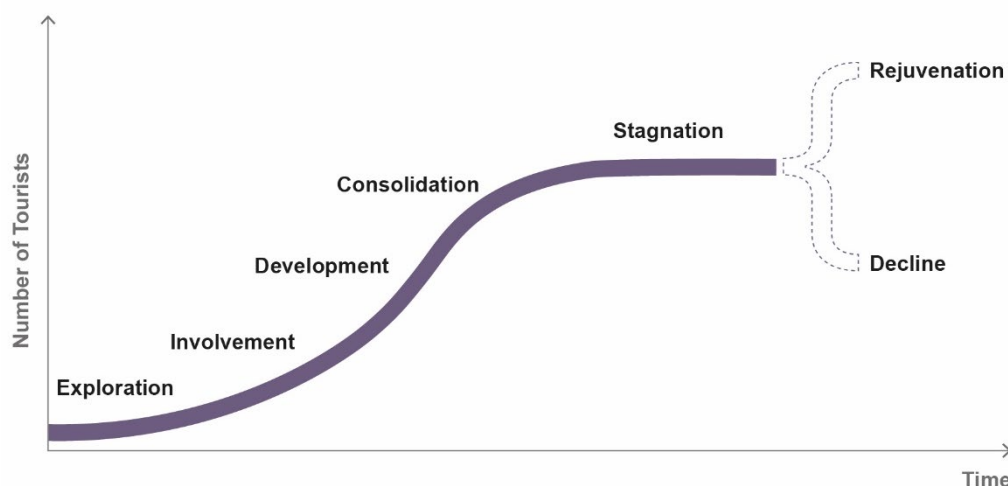 Rejuvenation
Stagnation
Consolidation
Decline
Development
Involvement
Exploration
Number of Tourists
Time